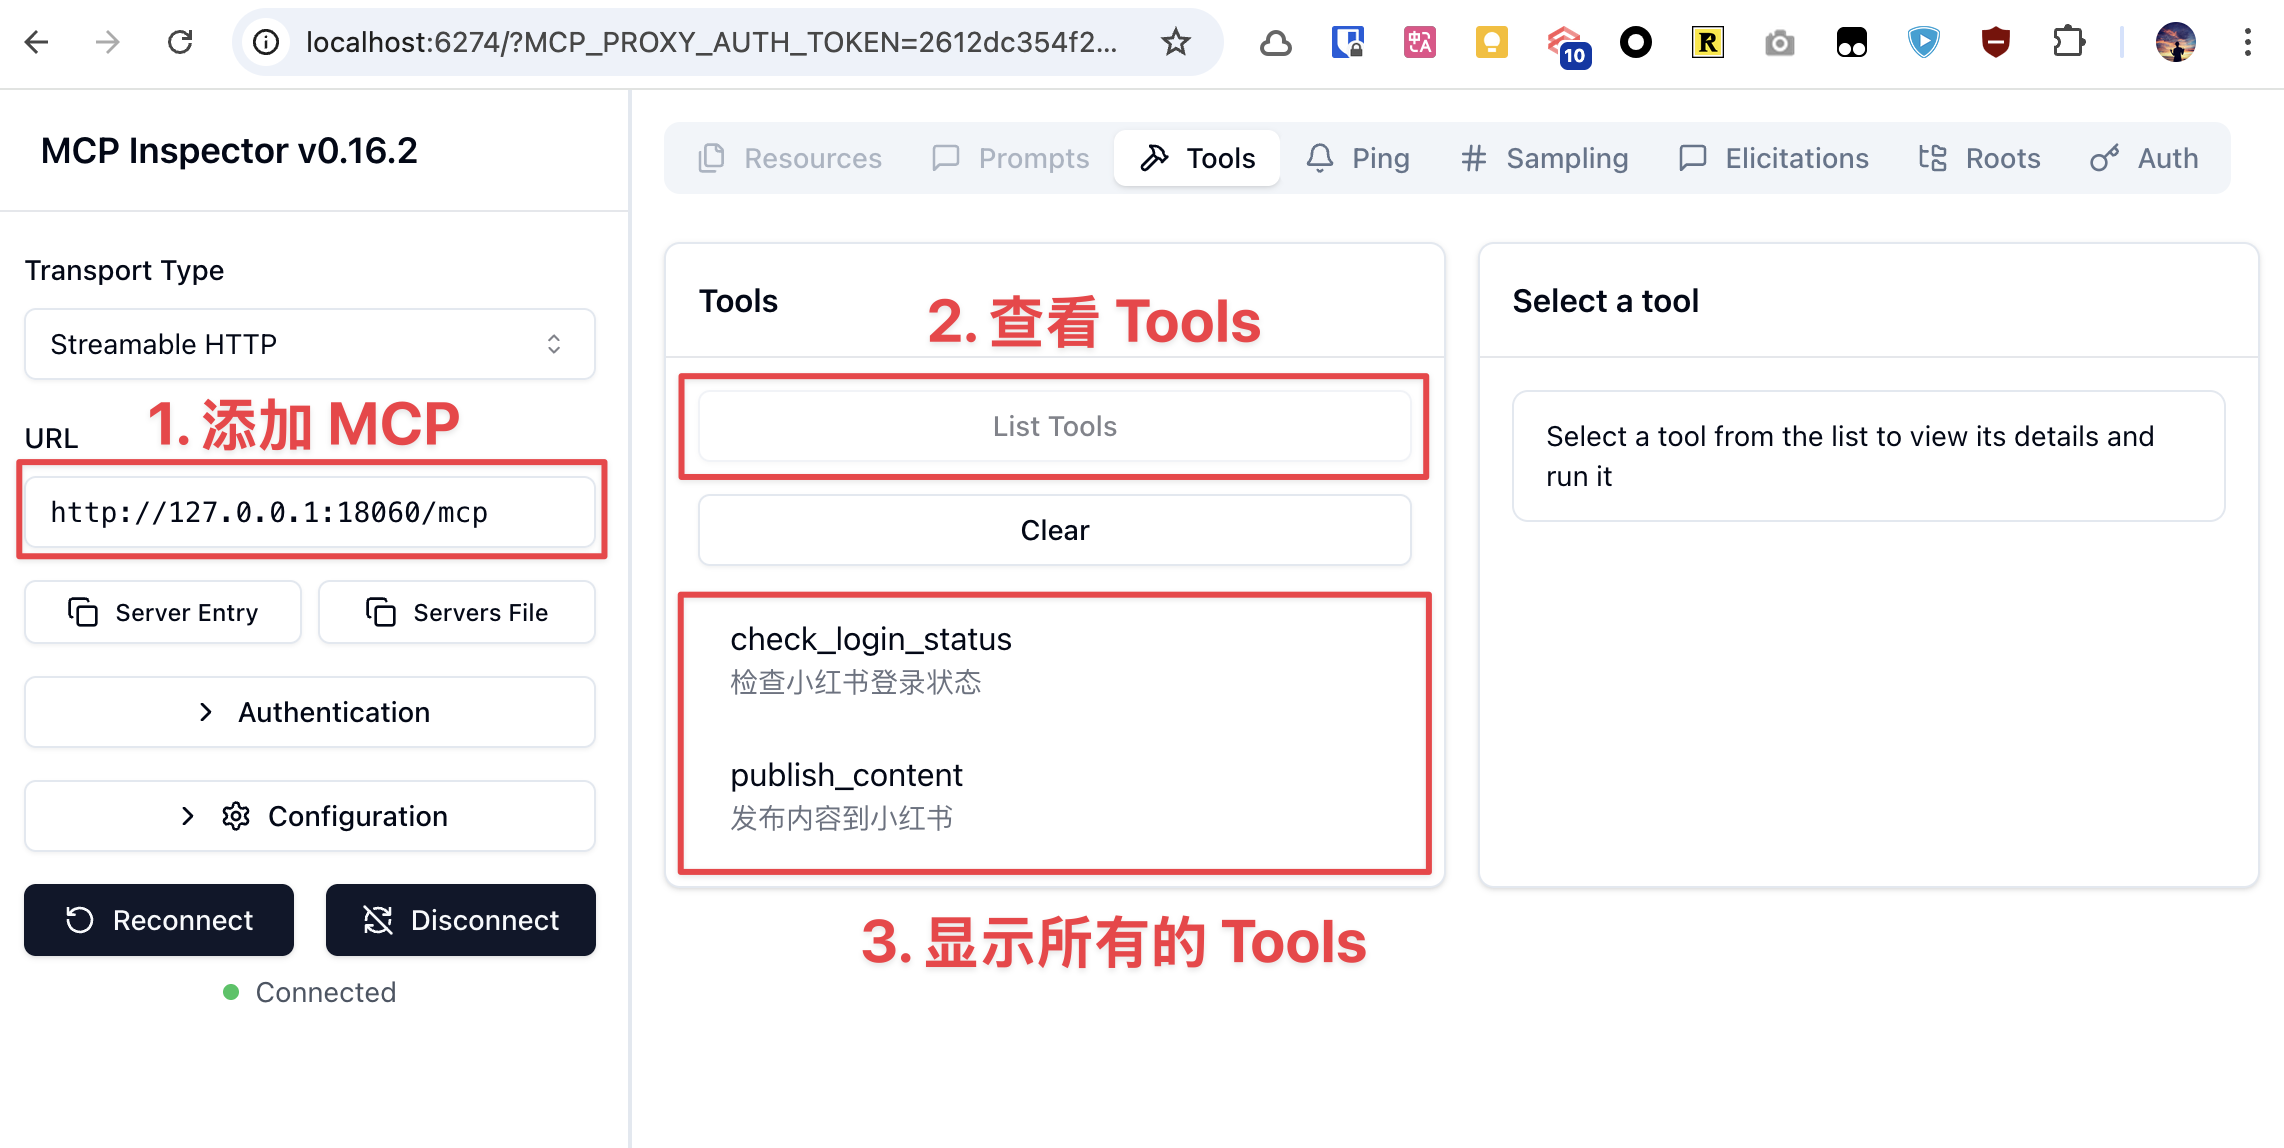 localhost:6274/?MCP_PROXY_AUTH_TOKEN=2612dc354f2...
10
R
MCP Inspector v0.16.2
Resources
Prompts
Tools
Ping
Sampling
Elicitations
Roots
Auth
Transport Type
Streamable HTTP
1. 添加 MCP
URL
http://127.0.0.1:18060/mcp
Server Entry
Servers File
Authentication
Configuration
Reconnect
Disconnect
Connected
Tools
2. 查看 Tools
List Tools
Clear
check_login_status
检查小红书登录状态
publish_content
发布内容到小红书
3. 显示所有的 Tools
Select a tool
Select a tool from the list to view its details and
run it